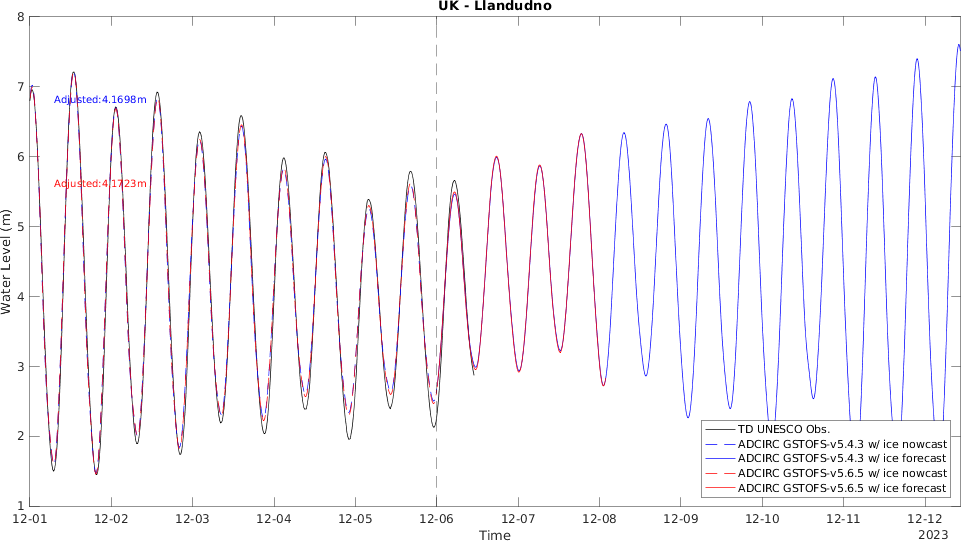 UK - Llandudno
8
7
6
5
4
3
2
1
Water Level (m)
Adjusted:4.1698m
Adjusted:4.1723m
TD UNESCO Obs.
ADCIRC GSTOFS-v5.4.3 w/ ice nowcast
ADCIRC GSTOFS-v5.4.3 w/ ice forecast
ADCIRC GSTOFS-v5.6.5 w/ ice nowcast
ADCIRC GSTOFS-v5.6.5 w/ ice forecast
12-01 12-02 12-03 12-04 12-05 12-06 12-07 12-08 12-09 12-10 12-11 12-12
Time
2023